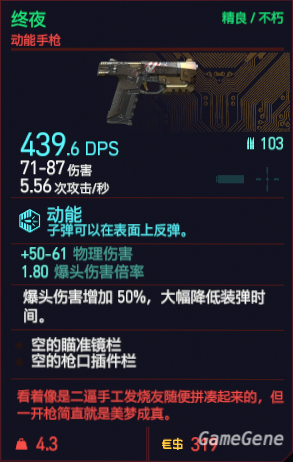 终夜
精良 / 不朽
动能手枪
439.6 DPS
103
71-87 伤害
5.56 次攻击/秒
动能
子弹可以在表面上反弹。
+50-61 物理伤害
1.80 爆头伤害倍率
爆头伤害增加 50%，大幅降低装弹时
间。
空的瞄准镜栏
空的枪口插件栏
看着像是二逼手工发烧友随便拼凑起来的，但
一开枪简直就是美梦成真。
4.3
€$ 319
GameGene